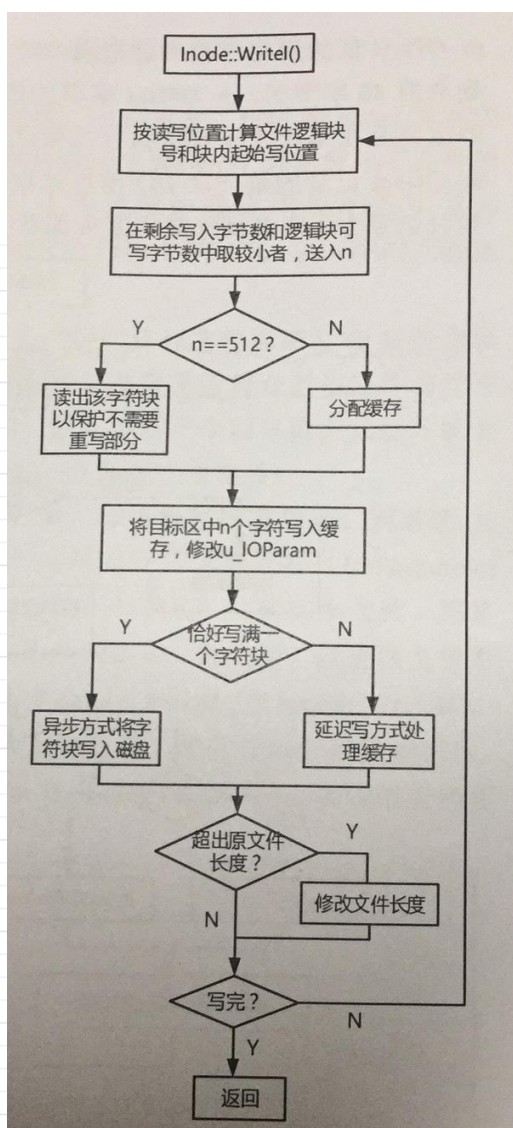 Inode::WriteI()
按读写位置计算文件逻辑块
号和块内起始写位置
在剩余写入字节数和逻辑块可
写字节数中取较小者，送入n
n==512？
Y
N
读出该字符块
以保护不需要
重写部分
分配缓存
将目标区中n个字符写入缓
存，修改u_IOParam
恰好写满一
个字符块
Y
N
异步方式将字
符块写入磁盘
延迟写方式处
理缓存
超出原文件
长度？
Y
修改文件长度
N
写完？
N
Y
返回